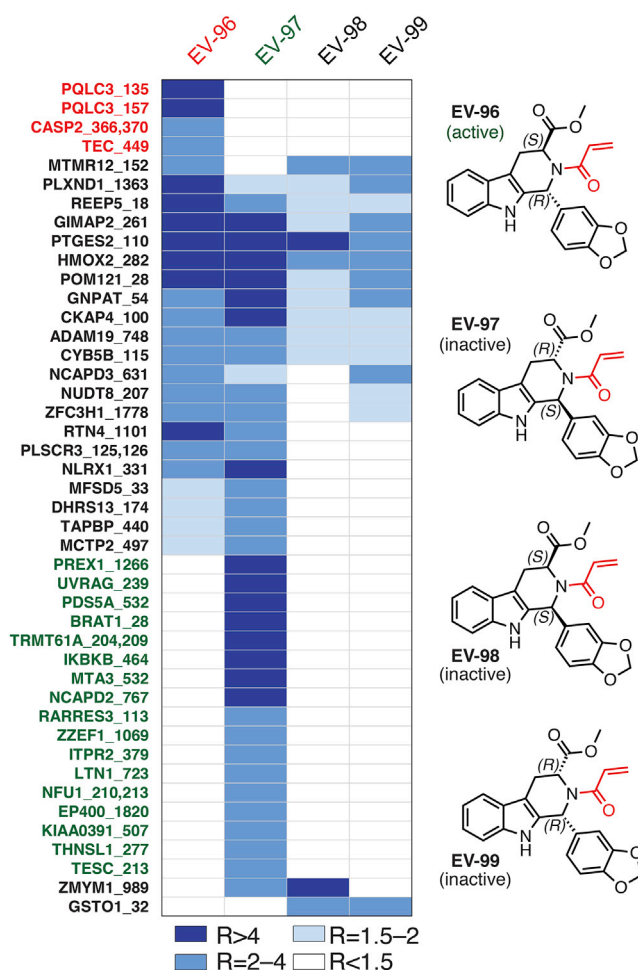 EV-96
EV-97
EV-98
EV-99
PQLC3_135
PQLC3_157
CASP2_366,370
TEC_449
MTMR12_152
PLXND1_1363
REEP5_18
GIMAP2_261
PTGES2_110
HMOX2_282
POM121_28
GNPAT_54
CKAP4_100
ADAM19_748
CYB5B_115
NCAPD3_631
NUDT8_207
ZFC3H1_1778
RTN4_1101
PLSCR3_125,126
NLRX1_331
MFSD5_33
DHRS13_174
TAPBP_440
MCTP2_497
PREX1_1266
UVRAG_239
PDS5A_532
BRAT1_28
TRMT61A_204,209
IKBKB_464
MTA3_532
NCAPD2_767
RARRES3_113
ZZEF1_1069
ITPR2_379
LTN1_723
NFU1_210,213
EP400_1820
KIAA0391_507
THNSL1_277
TESC_213
ZMYM1_989
GSTO1_32
R>4
R=1.5–2
R=2–4
R<1.5
EV-96
(active)
O
O
(S)
N
O
(R)
N
H
O
O
EV-97
(inactive)
O
O
(R)
N
O
(S)
N
H
O
O
O
O
(S)
N
O
(S)
N
H
O
O
EV-98
(inactive)
O
O
(R)
N
O
(R)
N
H
O
O
EV-99
(inactive)